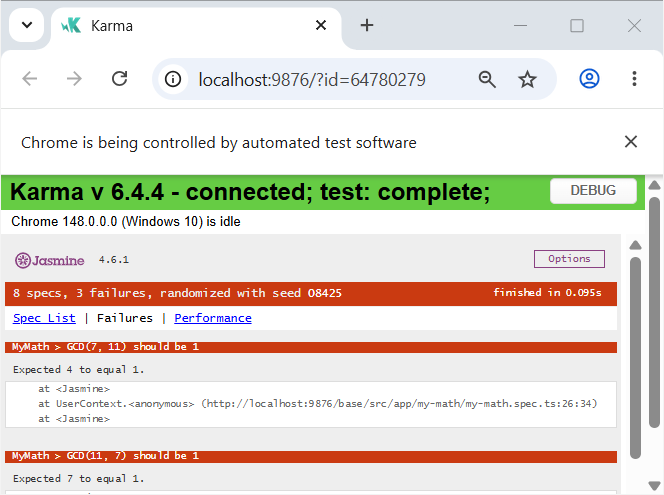 Karma
localhost:9876/?id=64780279
Chrome is being controlled by automated test software
Karma v 6.4.4 - connected; test: complete;
DEBUG
Chrome 148.0.0.0 (Windows 10) is idle
Jasmine 4.6.1
Options
8 specs, 3 failures, randomized with seed 08425
finished in 0.095s
Spec List | Failures | Performance
MyMath > GCD(7, 11) should be 1
Expected 4 to equal 1.
at <Jasmine>
at UserContext.<anonymous> (http://localhost:9876/base/src/app/my-math/my-math.spec.ts:26:34)
at <Jasmine>
MyMath > GCD(11, 7) should be 1
Expected 7 to equal 1.